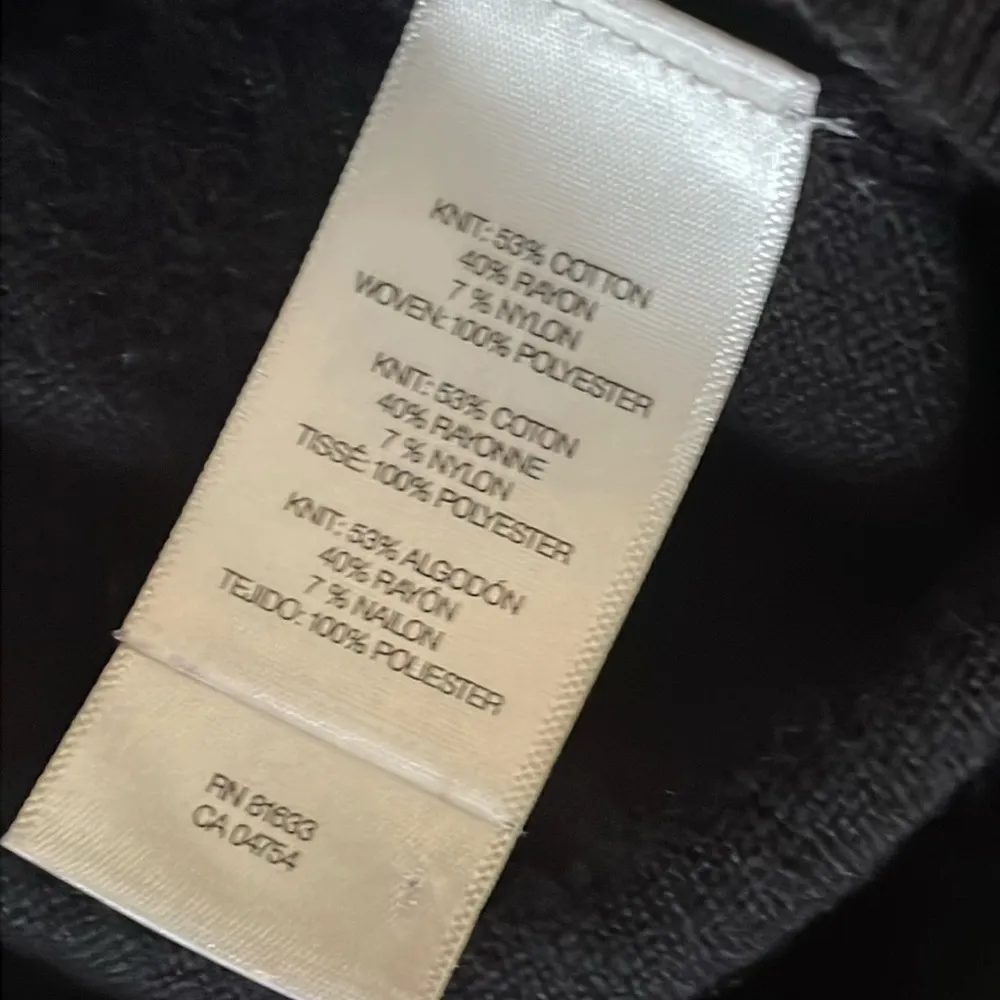 KNIT: 53% COTTON
40% RAYON
7 % NYLON
WOVEN: 100% POLYESTER
KNIT: 53% COTON
40% RAYONNE
7 % NYLON
TISSÉ: 100% POLYESTER
KNIT: 53% ALGODÓN
40% RAYÓN
7 % NAILON
TEJIDO: 100% POLIESTER
RN 81633
CA 04754